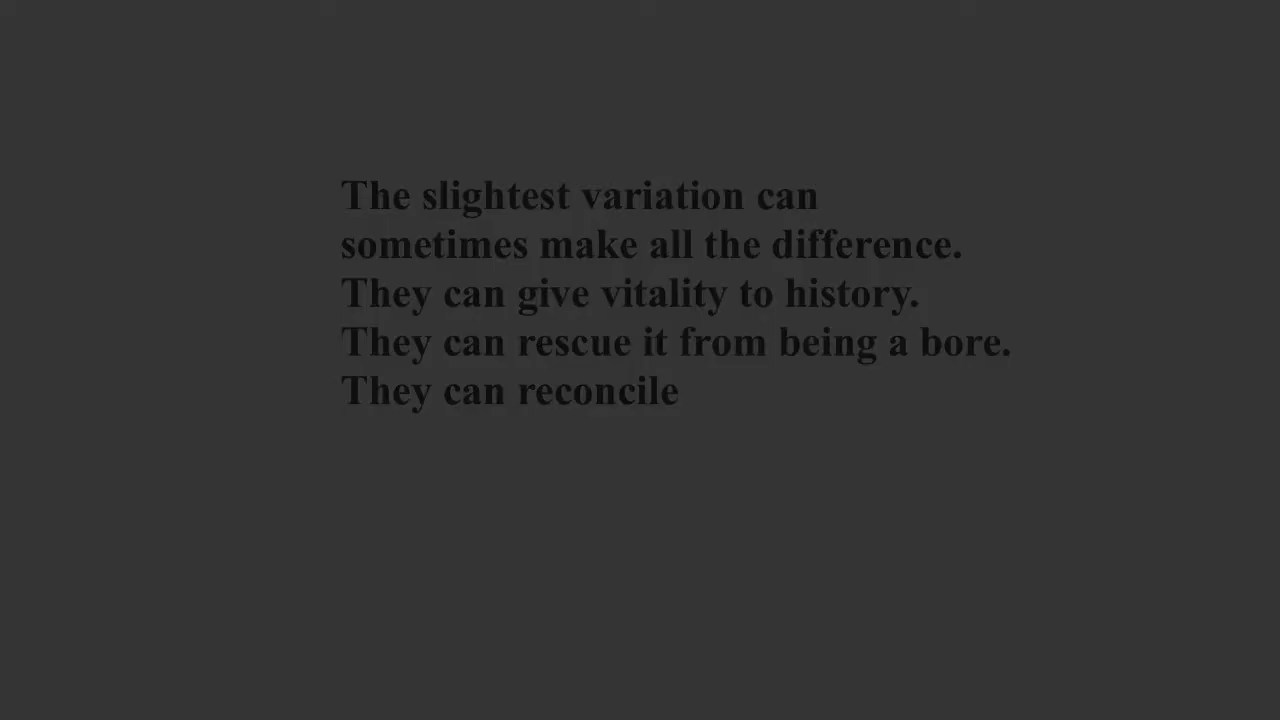 The slightest variation can
sometimes make all the difference.
They can give vitality to history.
They can rescue it from being a bore.
They can reconcile